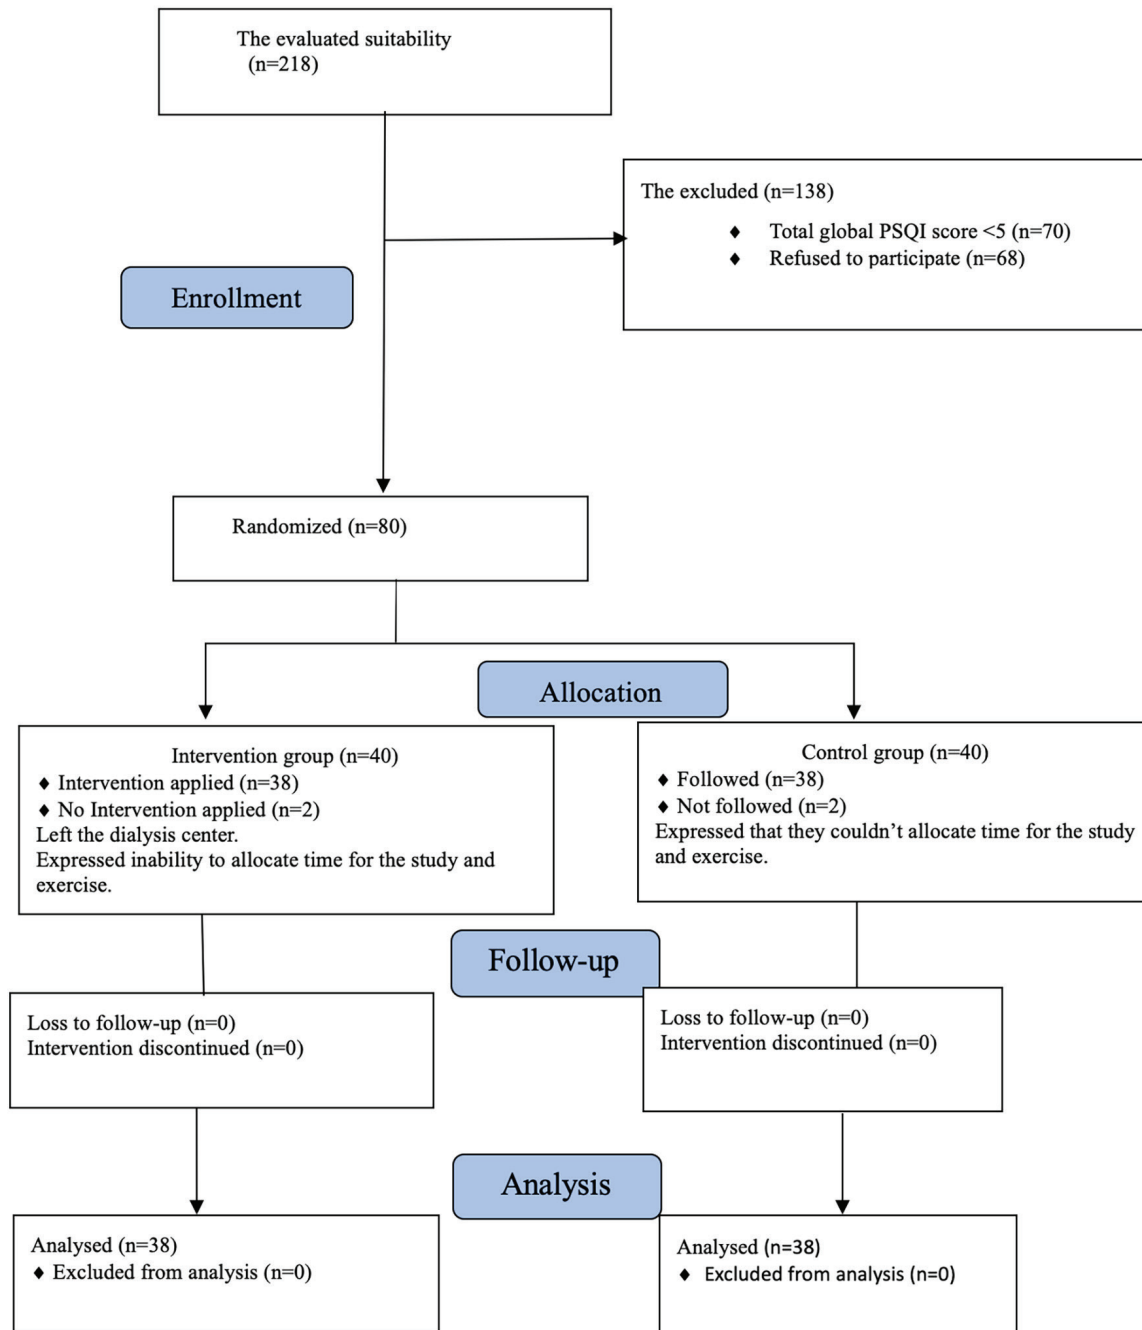 The evaluated suitability
(n=218)
The excluded (n=138)
♦ Total global PSQI score <5 (n=70)
♦ Refused to participate (n=68)
Enrollment
Randomized (n=80)
Allocation
Intervention group (n=40)
♦ Intervention applied (n=38)
♦ No Intervention applied (n=2)
Left the dialysis center.
Expressed inability to allocate time for the study and
exercise.
Control group (n=40)
♦ Followed (n=38)
♦ Not followed (n=2)
Expressed that they couldn’t allocate time for the study
and exercise.
Follow-up
Loss to follow-up (n=0)
Intervention discontinued (n=0)
Loss to follow-up (n=0)
Intervention discontinued (n=0)
Analysis
Analysed (n=38)
♦ Excluded from analysis (n=0)
Analysed (n=38)
♦ Excluded from analysis (n=0)